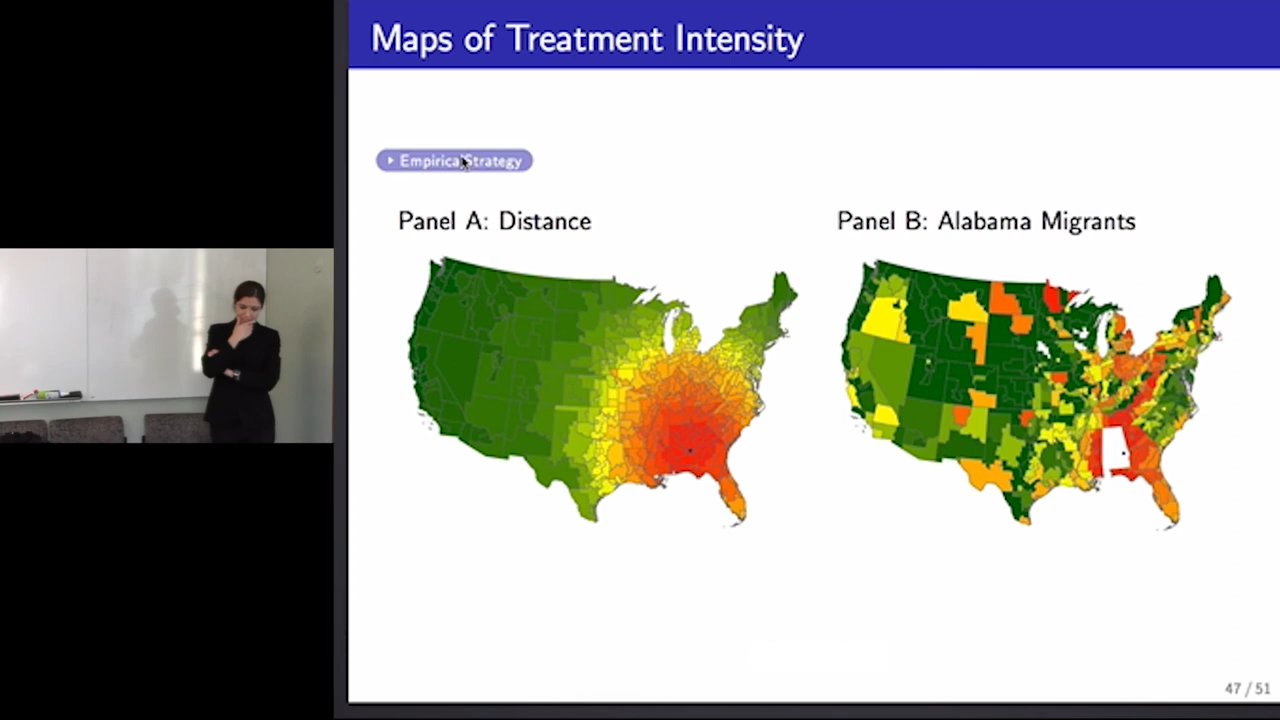 Maps of Treatment Intensity
Empirical Strategy
Panel A: Distance
Panel B: Alabama Migrants
47 / 51